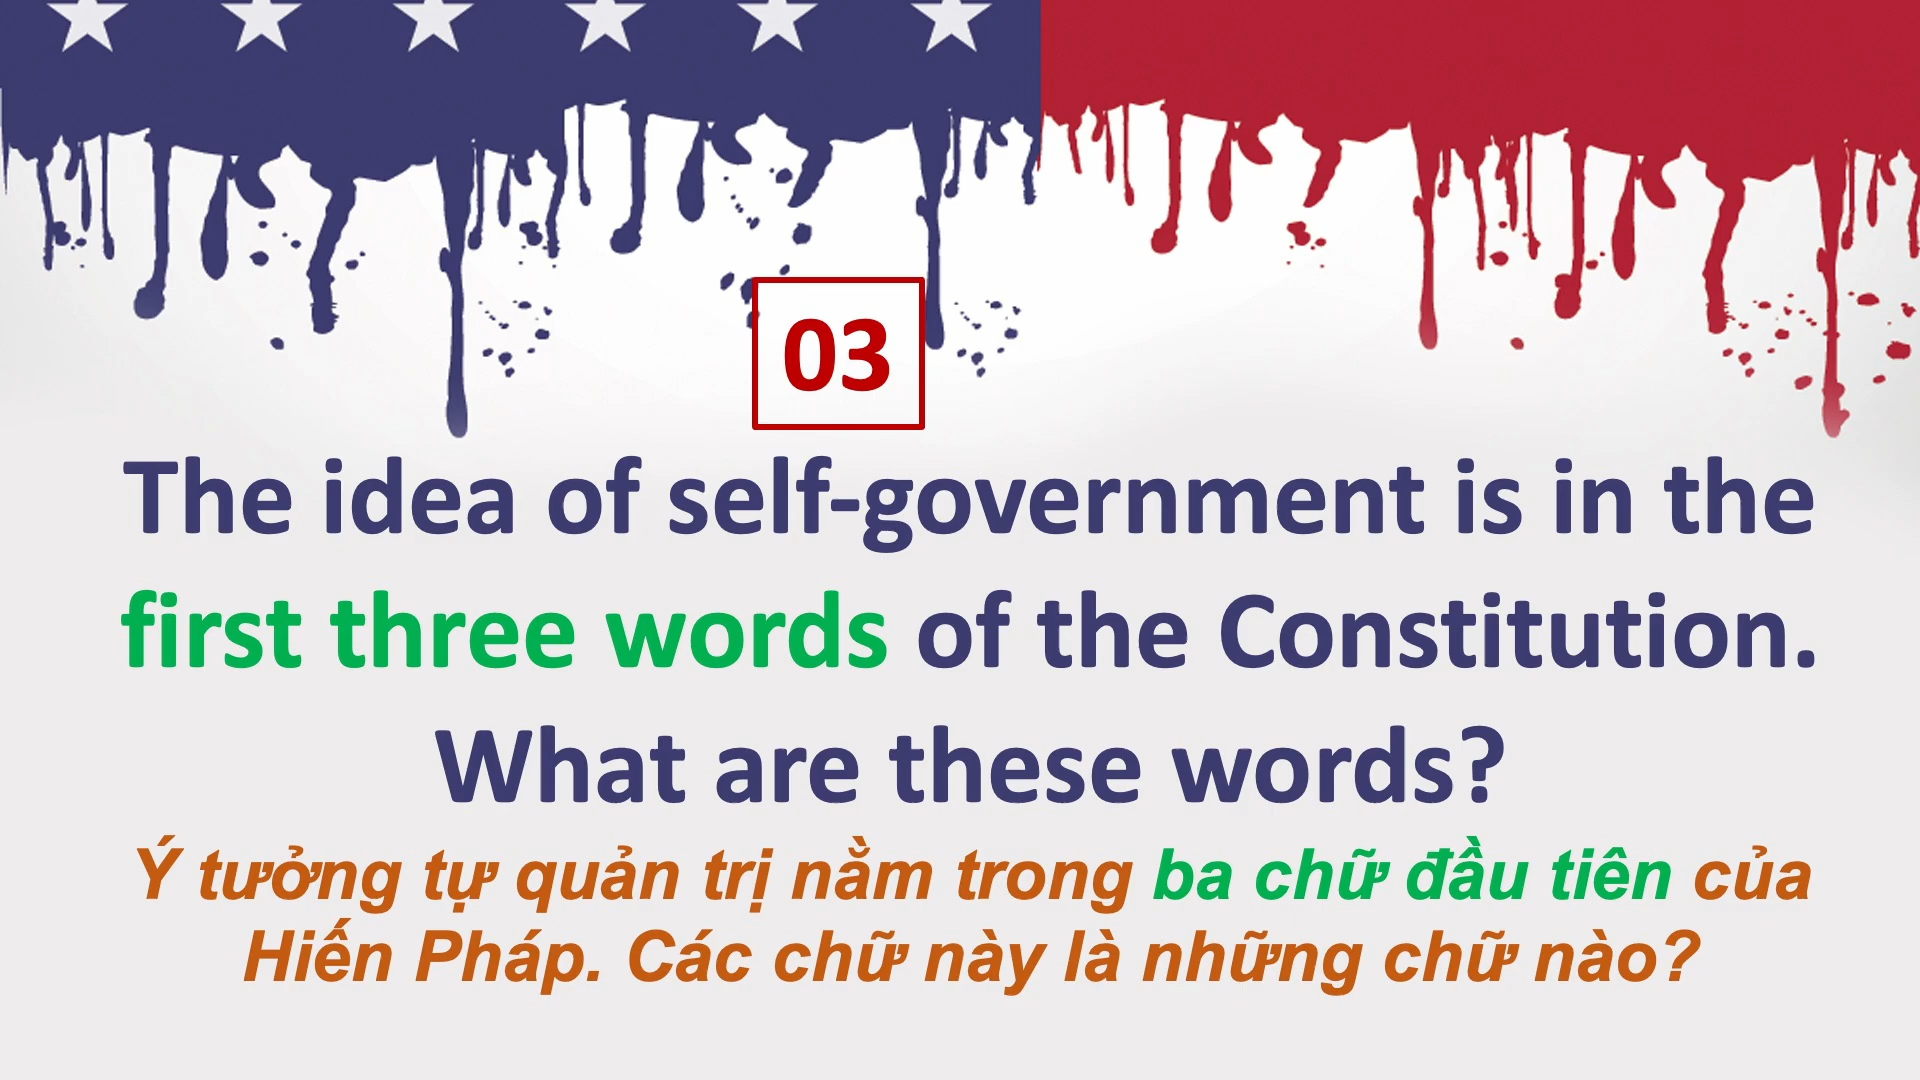 03
The idea of self-government is in the
first three words of the Constitution.
What are these words?
Ý tưởng tự quản trị nằm trong ba chữ đầu tiên của
Hiến Pháp. Các chữ này là những chữ nào?